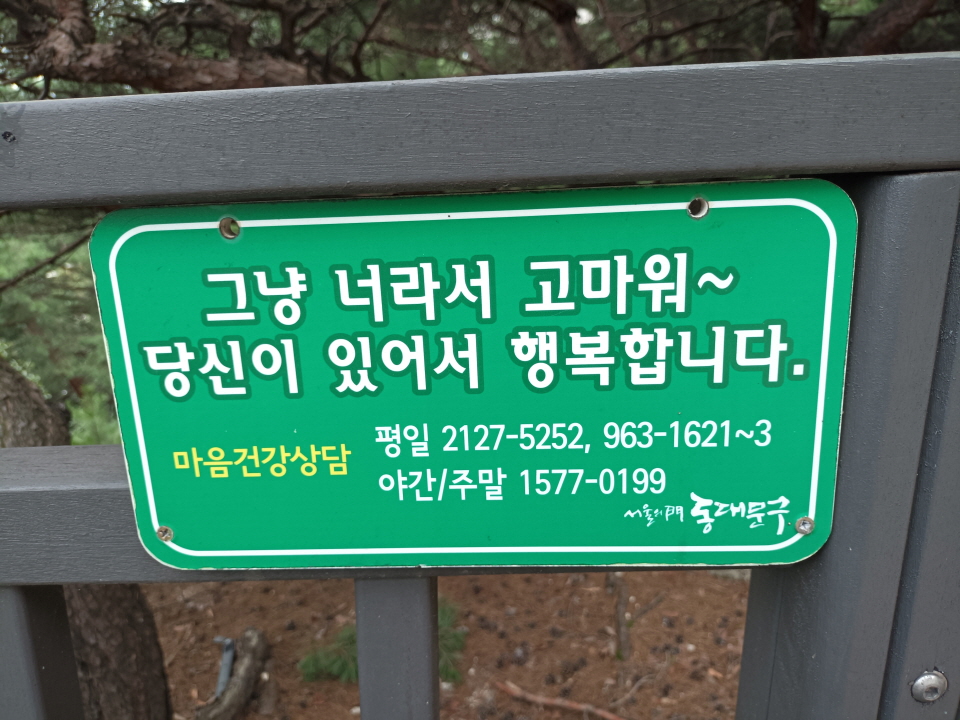 그냥 너라서 고마워~
당신이 있어서 행복합니다.
마음건강상담
평일 2127-5252, 963-1621~3
야간/주말 1577-0199
서울의門 동대문구